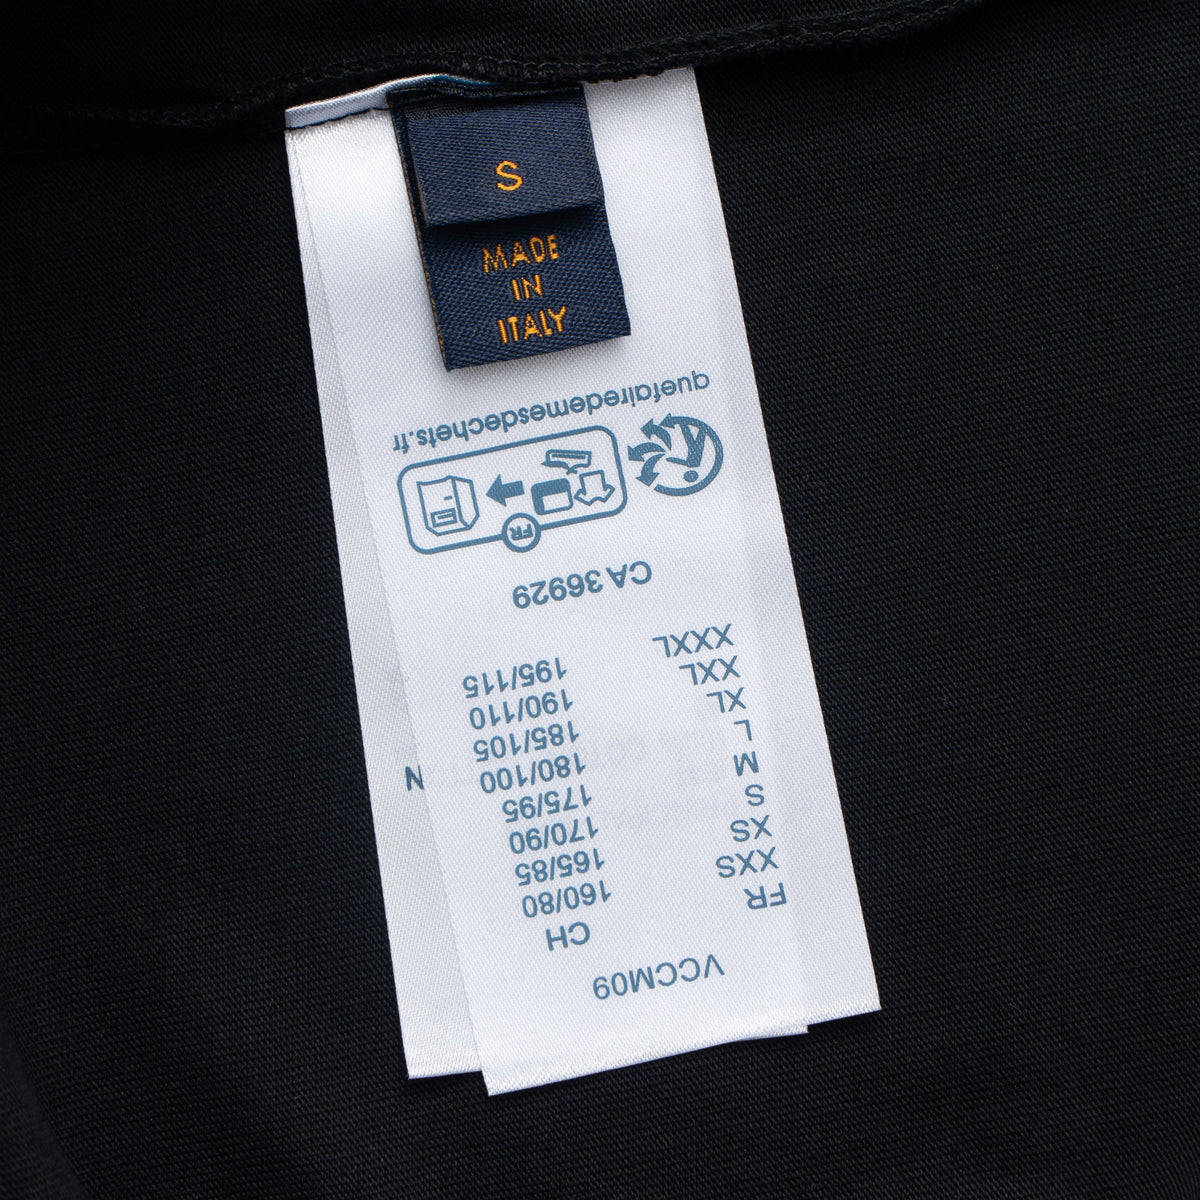 S
MADE
IN
ITALY
VCCM09
FR CH
XXS 160/80
XS 165/85
S 170/90
M 175/95
L 180/100
XL 185/105
XXL 190/110
XXXL 195/115
CA 36929
FR
quefairedemesdechets.fr
N